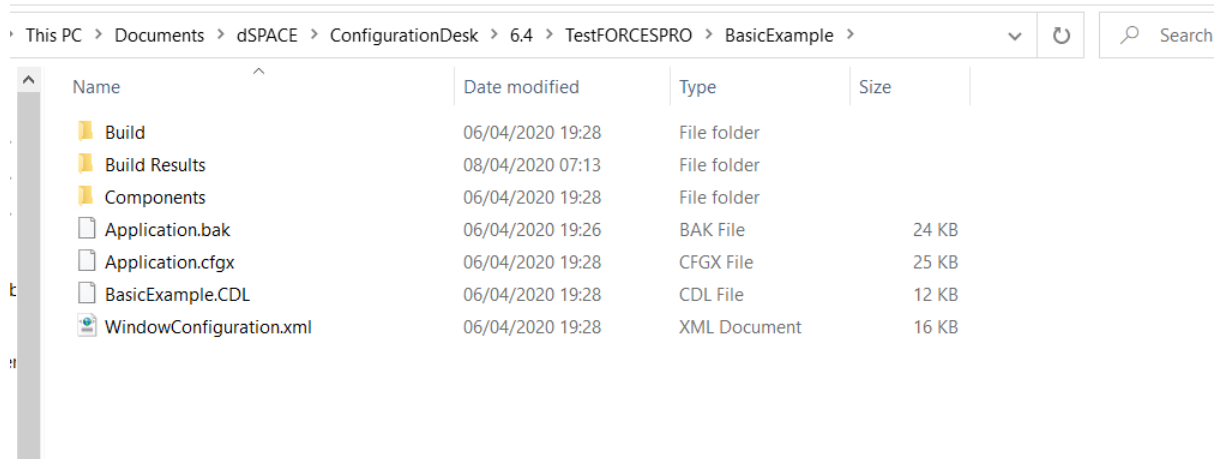 This PC > Documents > dSPACE > ConfigurationDesk > 6.4 > TestFORCESPRO > BasicExample > Search
Name Date modified Type Size
Build 06/04/2020 19:28 File folder
Build Results 08/04/2020 07:13 File folder
Components 06/04/2020 19:28 File folder
Application.bak 06/04/2020 19:26 BAK File 24 KB
Application.cfgx 06/04/2020 19:28 CFGX File 25 KB
BasicExample.CDL 06/04/2020 19:28 CDL File 12 KB
WindowConfiguration.xml 06/04/2020 19:28 XML Document 16 KB